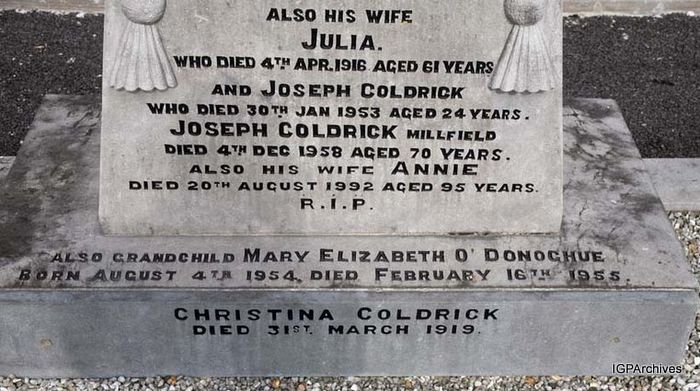 ALSO HIS WIFE
JULIA.
WHO DIED 4TH APR. 1916 AGED 61 YEARS
AND JOSEPH COLDRICK
WHO DIED 30TH JAN 1953 AGED 24 YEARS.
JOSEPH COLDRICK MILLFIELD
DIED 4TH DEC 1958 AGED 70 YEARS.
ALSO HIS WIFE ANNIE
DIED 20TH AUGUST 1992 AGED 95 YEARS.
R.I.P.
ALSO GRANDCHILD MARY ELIZABETH O'DONOGHUE
BORN AUGUST 4TH 1954, DIED FEBRUARY 16TH 1955.
CHRISTINA COLDRICK
DIED 31ST. MARCH 1919.
IGPArchives